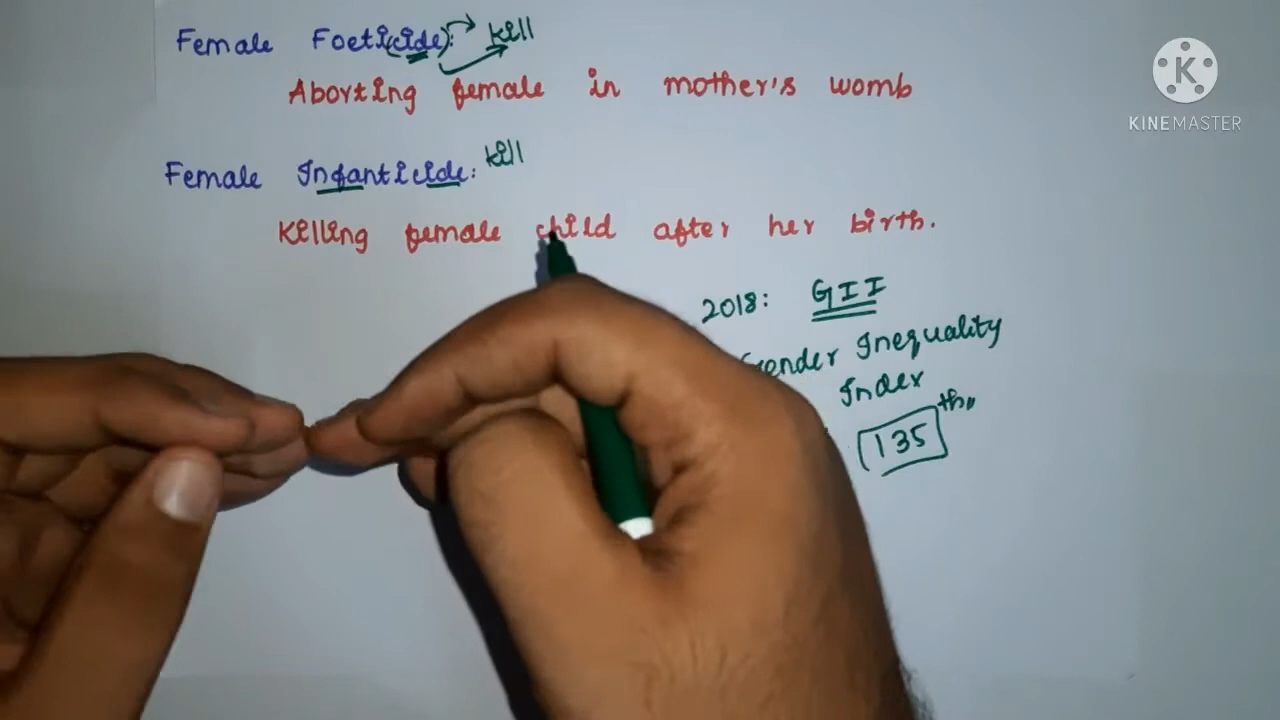 Female Foeticide): kill
Aborting female in mother's womb
Female Infanticide: kill
Killing female child after her birth.
2018: GII
Gender Inequality
Index
135th
K
KINEMASTER